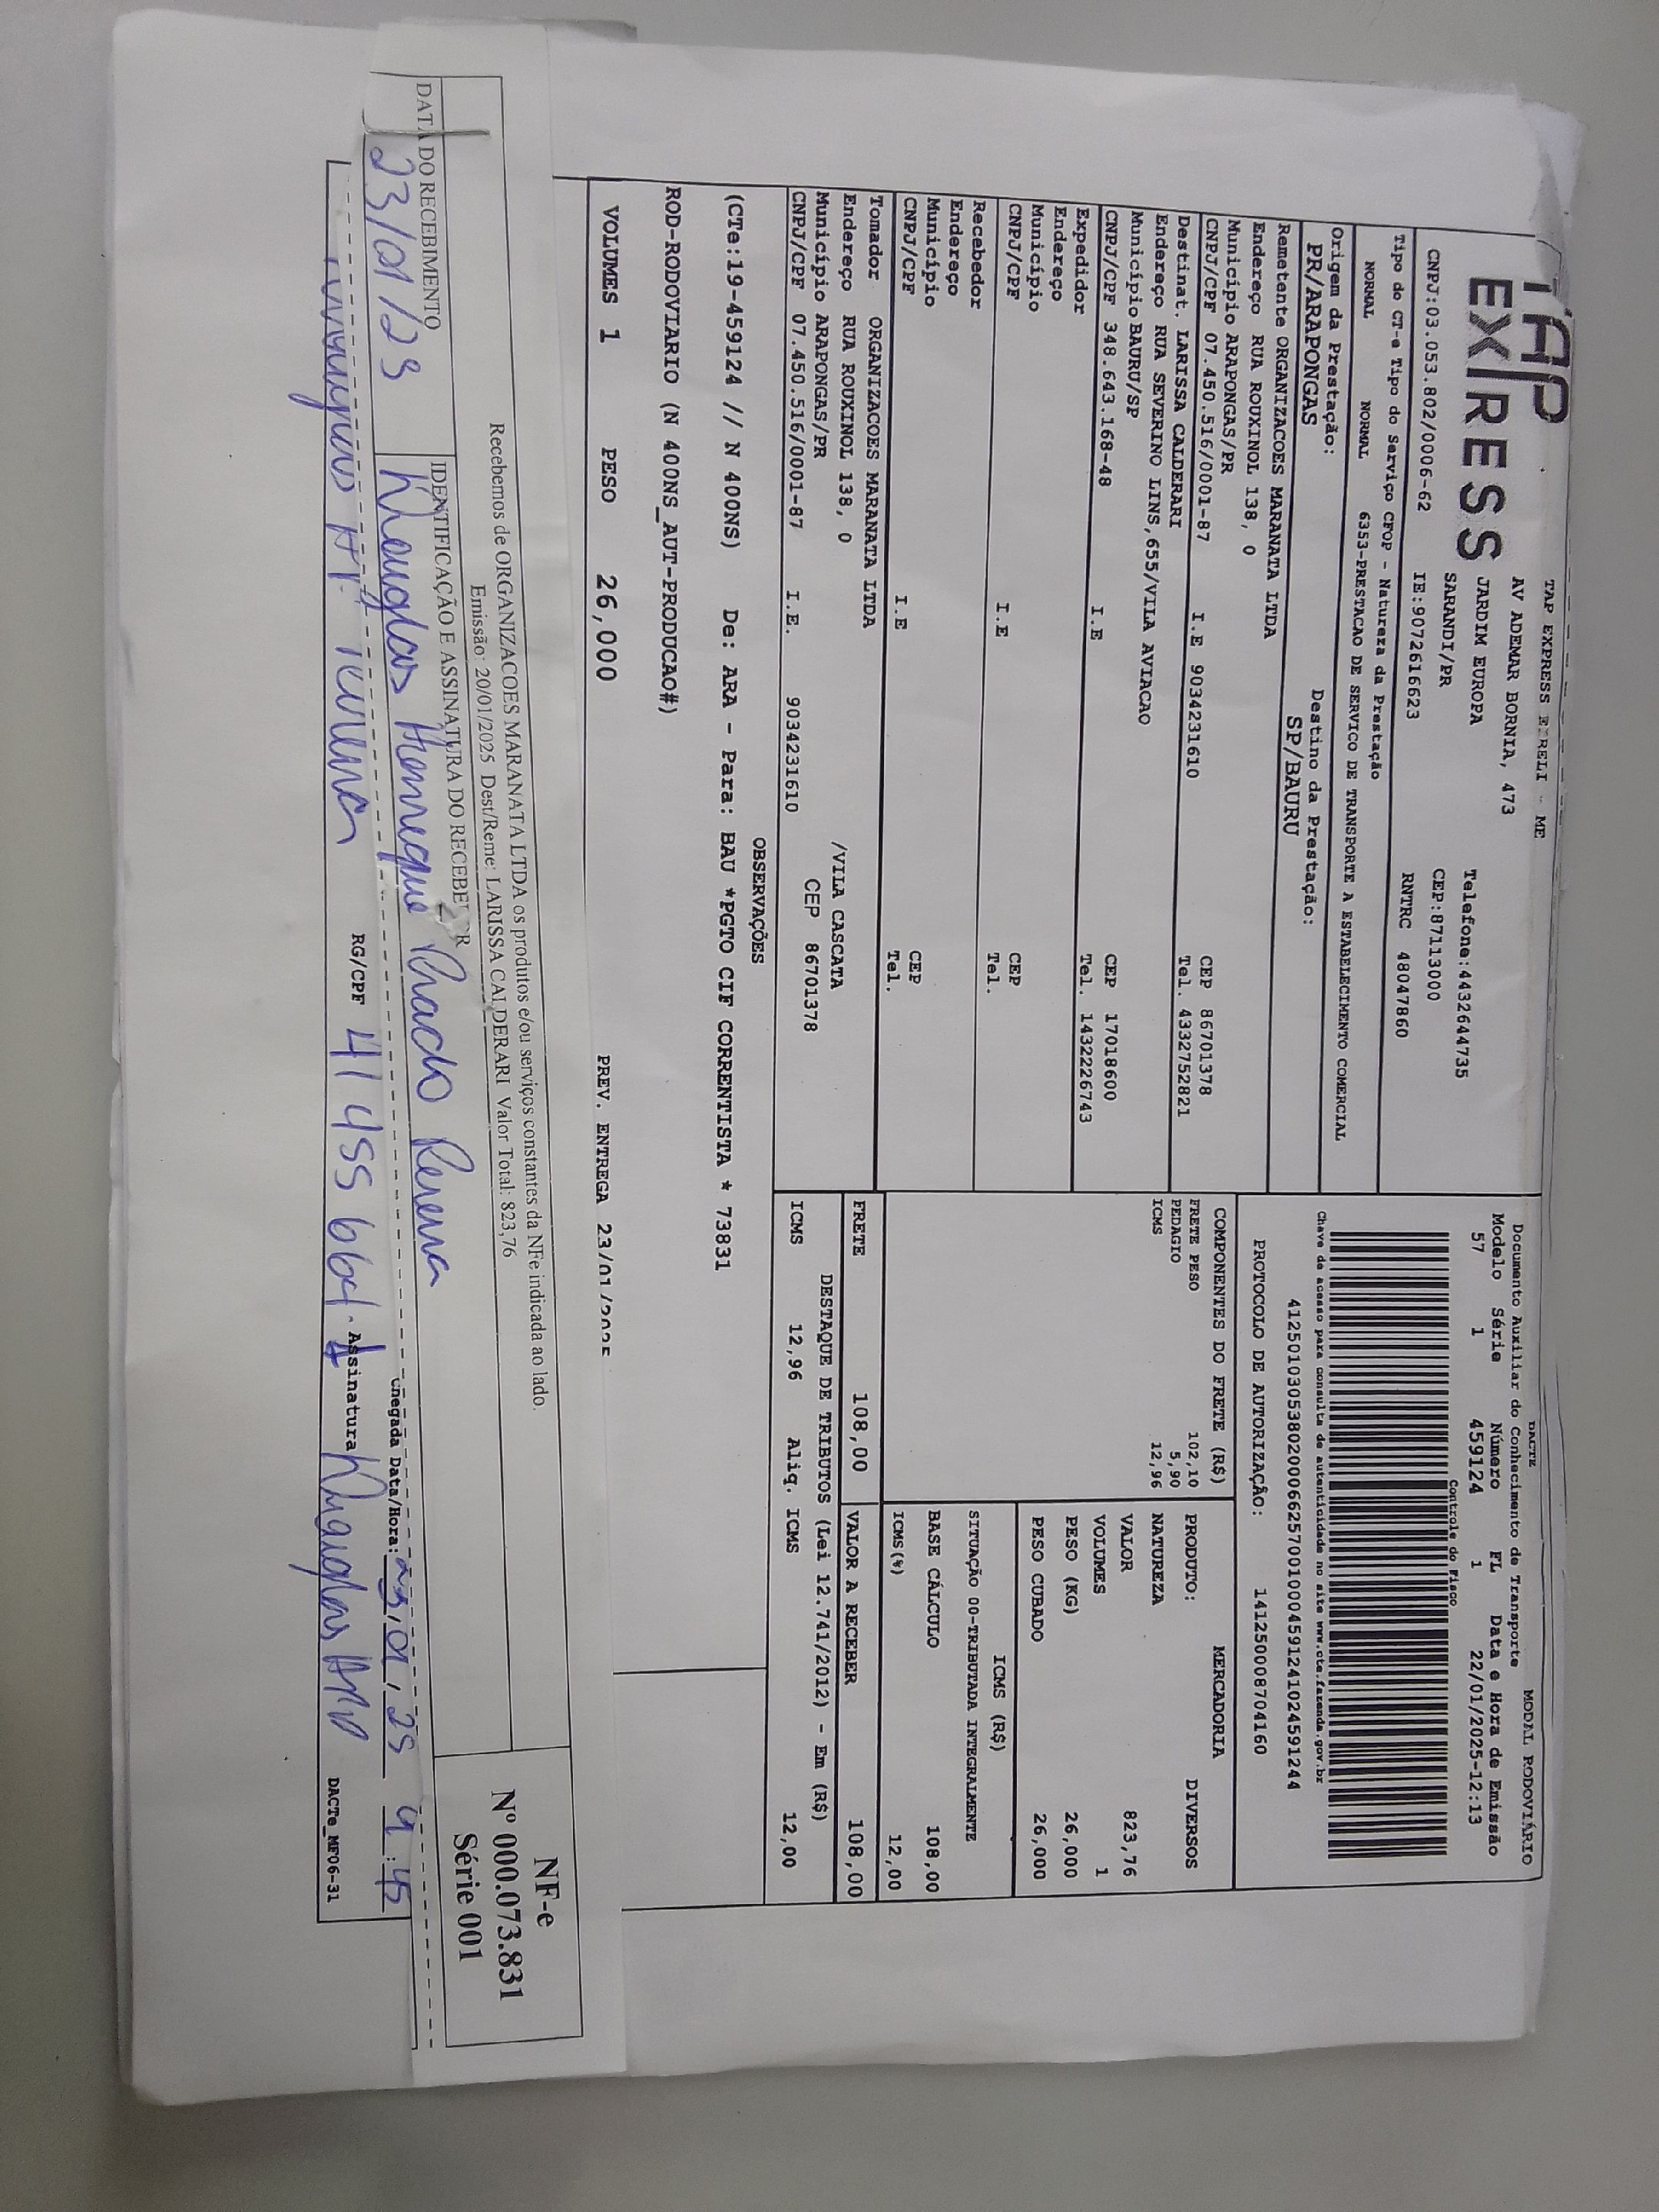 TAP
EXPRESS
TAP EXPRESS EIRELI - ME
AV ADEMAR BORNIA, 473
JARDIM EUROPA
SARANDI/PR
Telefone:4432644735
CEP:87113000
CNPJ:03.053.802/0006-62 IE:9072616623 RNTRC 48047860
Tipo do CT-e Tipo do Serviço CFOP - Natureza da Prestação
NORMAL NORMAL 6353-PRESTACAO DE SERVICO DE TRANSPORTE A ESTABELECIMENTO COMERCIAL
Origem da Prestação: Destino da Prestação:
PR/ARAPONGAS SP/BAURU
Remetente ORGANIZACOES MARANATA LTDA
Endereço RUA ROUXINOL 138, 0
Município ARAPONGAS/PR CEP 86701378
CNPJ/CPF 07.450.516/0001-87 I.E 9034231610 Tel. 4332752821
Destinat. LARISSA CALDERARI
Endereço RUA SEVERINO LINS,655/VILA AVIACAO
Município BAURU/SP CEP 17018600
CNPJ/CPF 348.643.168-48 I.E Tel. 1432226743
Expedidor
Endereço
Município CEP
CNPJ/CPF I.E Tel.
Recebedor
Endereço
Município CEP
CNPJ/CPF I.E Tel.
Tomador ORGANIZACOES MARANATA LTDA
Endereço RUA ROUXINOL 138, 0 /VILA CASCATA
Município ARAPONGAS/PR CEP 86701378
CNPJ/CPF 07.450.516/0001-87 I.E. 9034231610
DACTE MODAL RODOVIÁRIO
Documento Auxiliar do Conhecimento de Transporte
Modelo Série Número FL Data e Hora de Emissão
57 1 459124 1 22/01/2025-12:13
Controle do Fisco
Chave de acesso para consulta de autenticidade no site www.cte.fazenda.gov.br
41250103053802000662570010004591241024591244
PROTOCOLO DE AUTORIZAÇÃO: 141250008704160
COMPONENTES DO FRETE (R$)
FRETE PESO 102,10
PEDAGIO 5,90
ICMS 12,96
MERCADORIA
PRODUTO: DIVERSOS
NATUREZA
VALOR 823,76
VOLUMES 1
PESO (KG) 26,000
PESO CUBADO 26,000
ICMS (R$)
SITUAÇÃO 00-TRIBUTADA INTEGRALMENTE
BASE CÁLCULO 108,00
ICMS(%) 12,00
FRETE 108,00 VALOR A RECEBER 108,00
DESTAQUE DE TRIBUTOS (Lei 12.741/2012) - Em (R$)
ICMS 12,96 Aliq. ICMS 12,00
OBSERVAÇÕES
(CTe:19-459124 // N 400NS) De: ARA - Para: BAU *PGTO CIF CORRENTISTA * 73831
ROD-RODOVIARIO (N 400NS_AUT-PRODUCAO#)
VOLUMES 1 PESO 26,000 PREV. ENTREGA 23/01/2025
Recebemos de ORGANIZACOES MARANATA LTDA os produtos e/ou serviços constantes da NFe indicada ao lado.
Emissão: 20/01/2025 Dest/Reme: LARISSA CALDERARI Valor Total: 823,76
DATA DO RECEBIMENTO IDENTIFICAÇÃO E ASSINATURA DO RECEBEDOR
23/01/25 Henrique
NF-e
Nº 000.073.831
Série 001
Chegada Data/Hora: 23/01/25
RG/CPF 41 455 664- Assinatura
DACTe_MF06-31